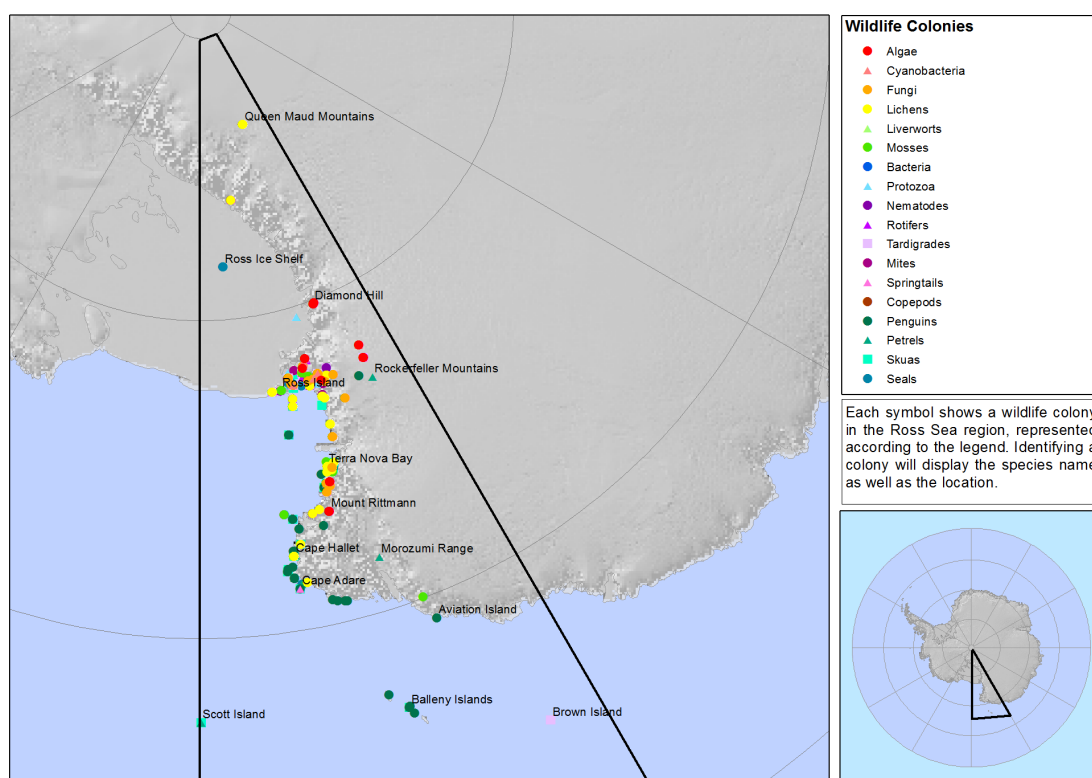 Queen Maud Mountains
Ross Ice Shelf
Diamond Hill
Rockerfeller Mountains
Ross Island
Terra Nova Bay
Mount Rittmann
Cape Hallet
Morozumi Range
Cape Adare
Aviation Island
Balleny Islands
Scott Island
Brown Island
Wildlife Colonies
Algae
Cyanobacteria
Fungi
Lichens
Liverworts
Mosses
Bacteria
Protozoa
Nematodes
Rotifers
Tardigrades
Mites
Springtails
Copepods
Penguins
Petrels
Skuas
Seals
Each symbol shows a wildlife colony
in the Ross Sea region, represented
according to the legend. Identifying a
colony will display the species name
as well as the location.